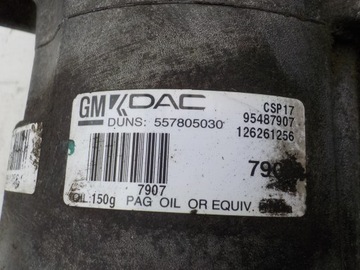 GM DAC
CSP17
DUNS: 557805030
95487907
126261256
7907
OIL 150g PAG OIL OR EQUIV.